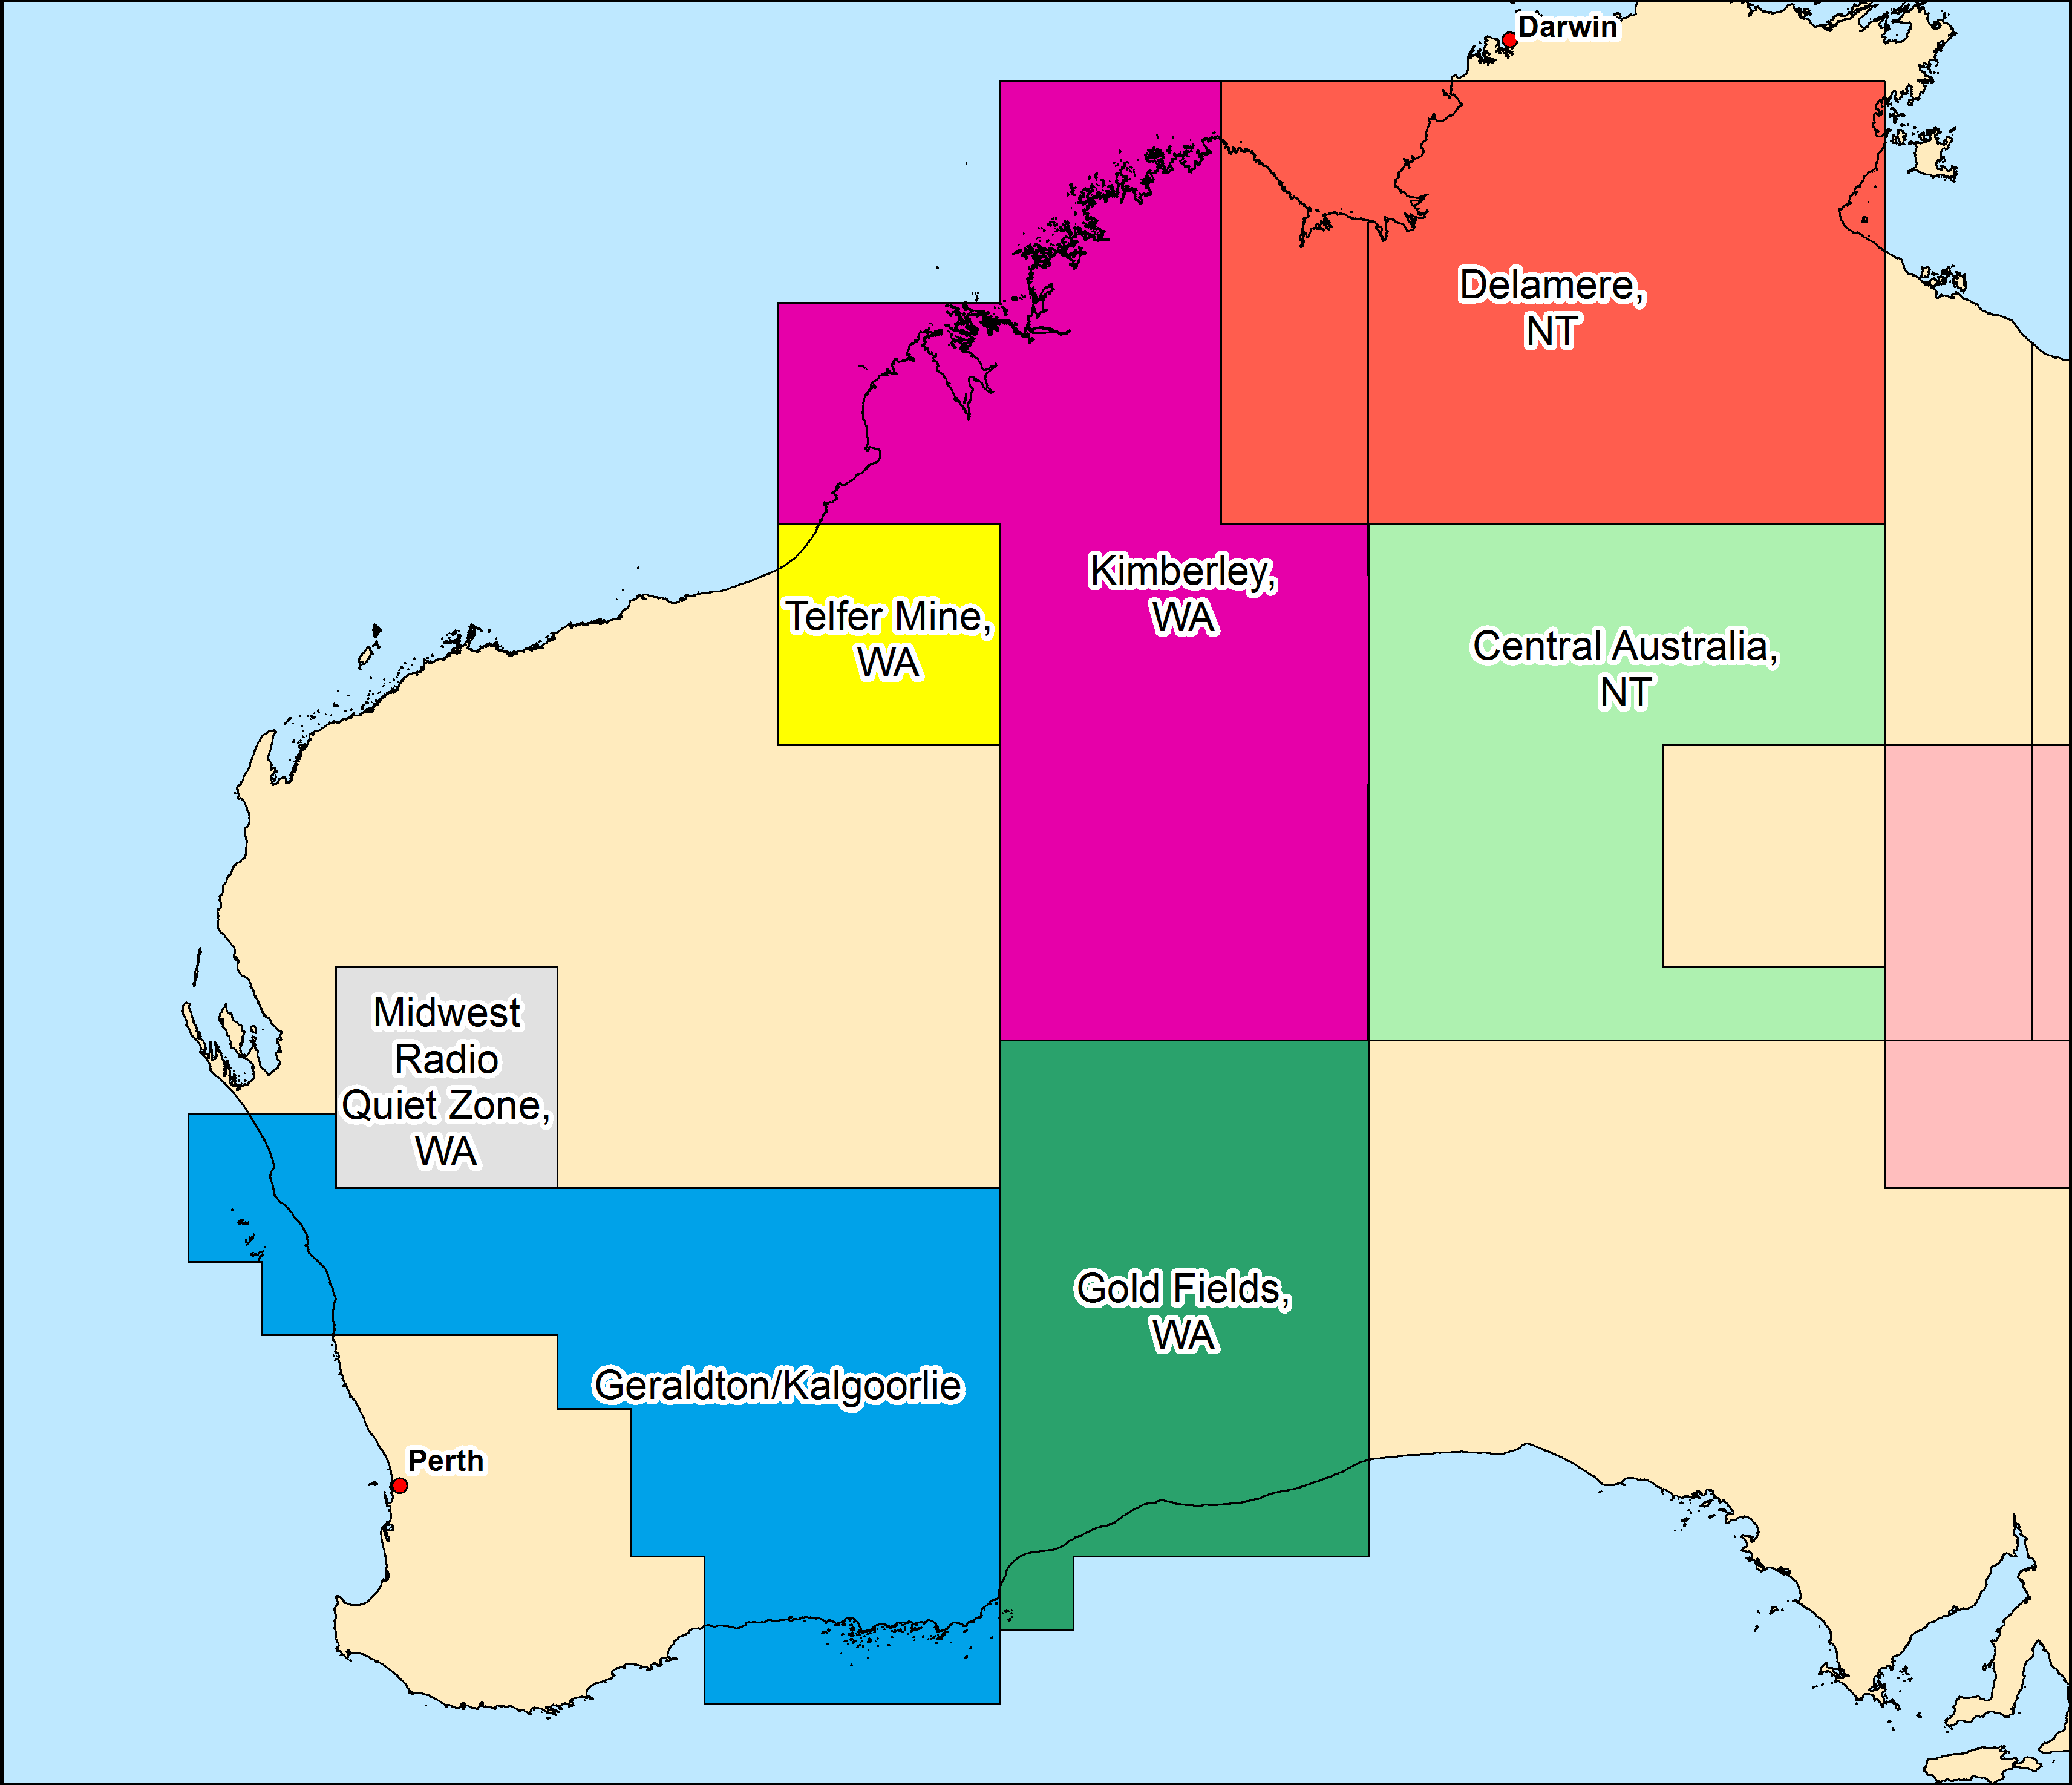 Darwin
Delamere,
NT
Kimberley,
WA
Telfer Mine,
WA
Central Australia,
NT
Midwest
Radio
Quiet Zone,
WA
Gold Fields,
WA
Geraldton/Kalgoorlie
Perth